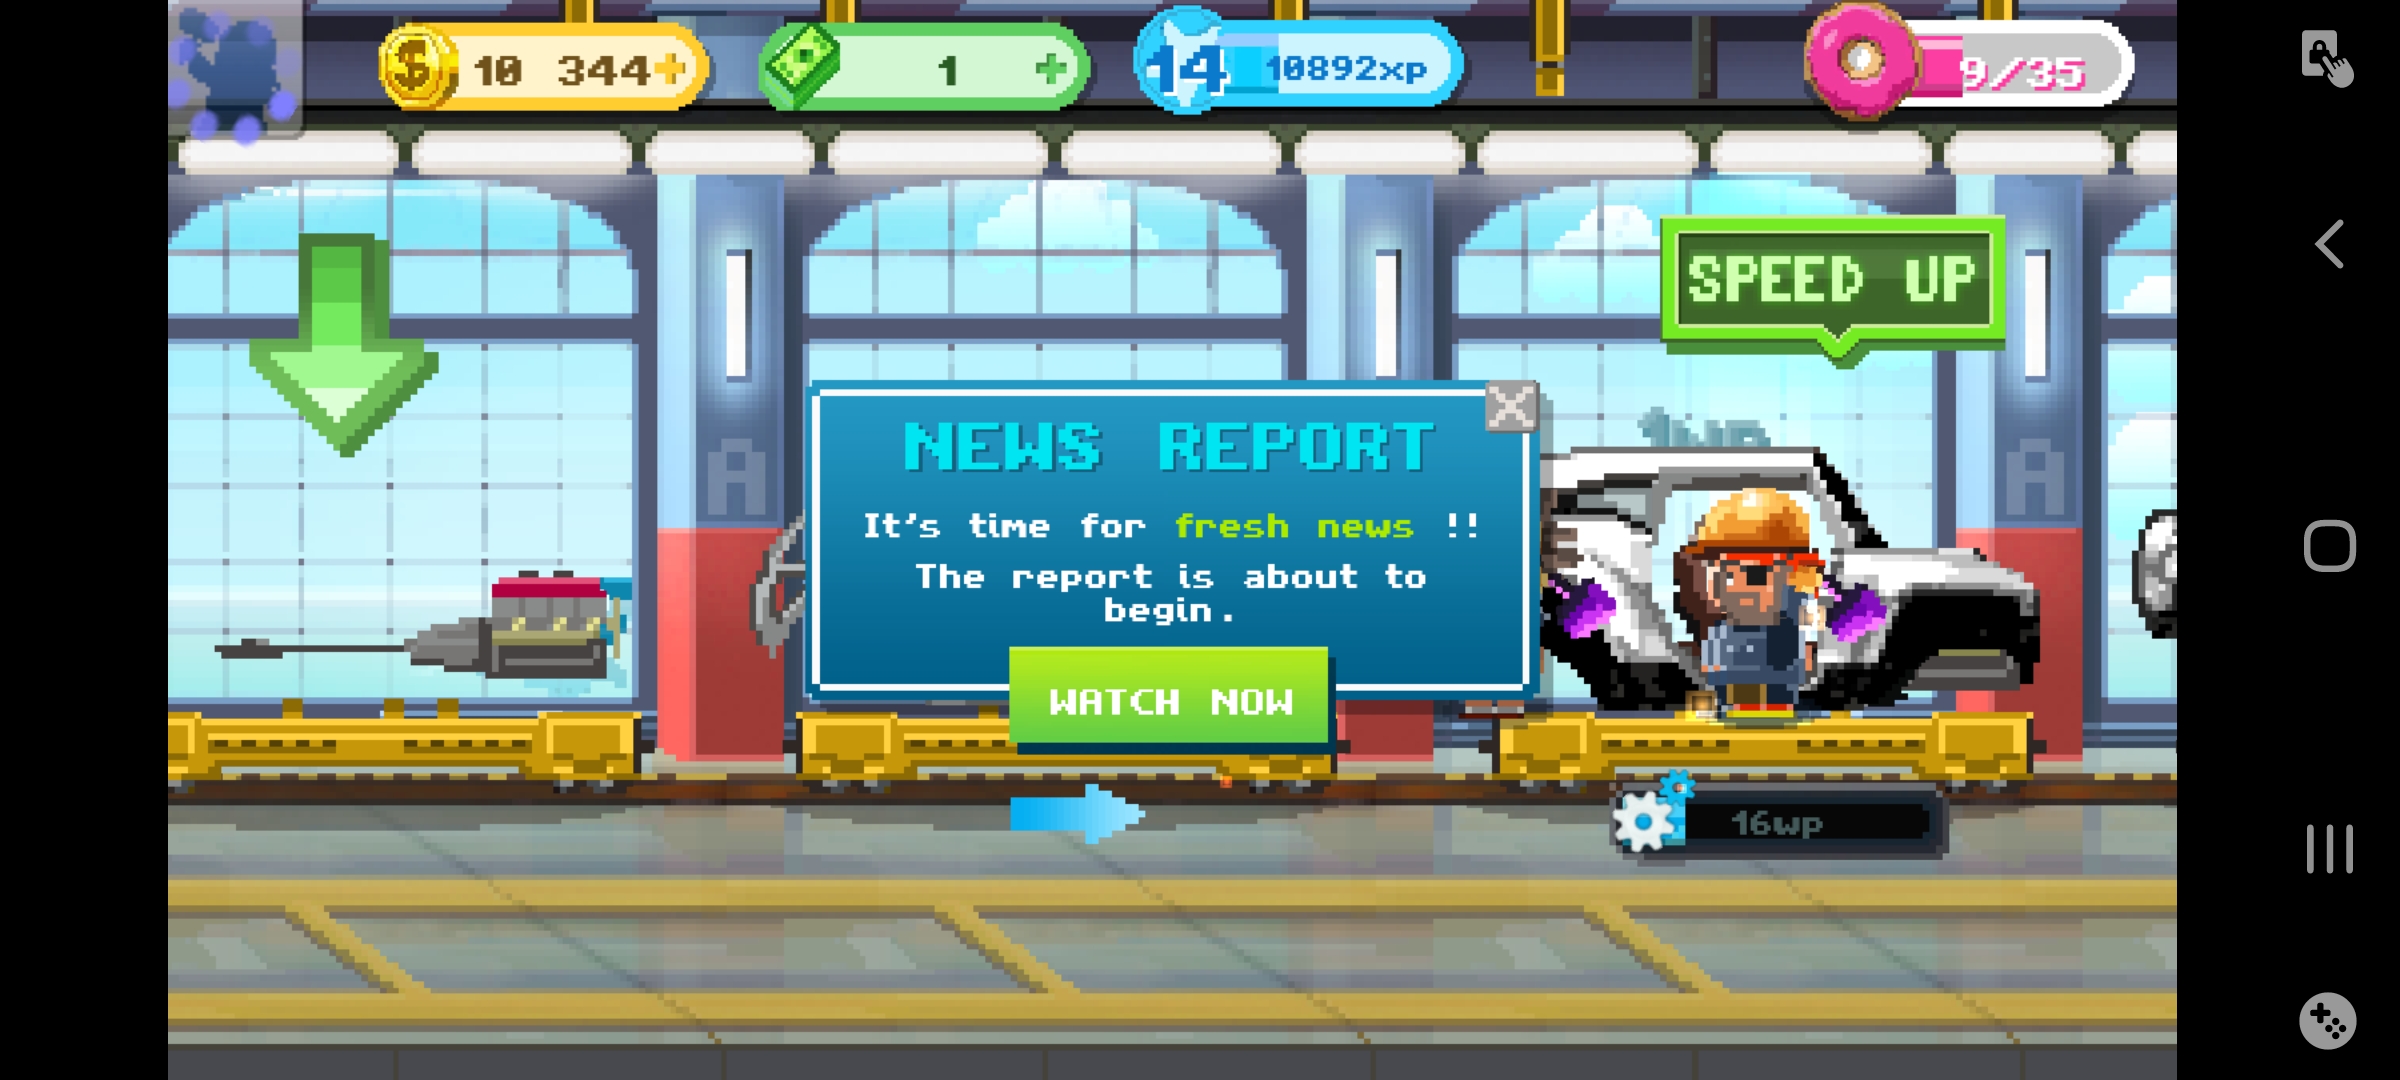 10 344
1
14 10892xp
9/35
SPEED UP
NEWS REPORT
It's time for fresh news !!
The report is about to
begin.
WATCH NOW
1WP
A
A
16wp